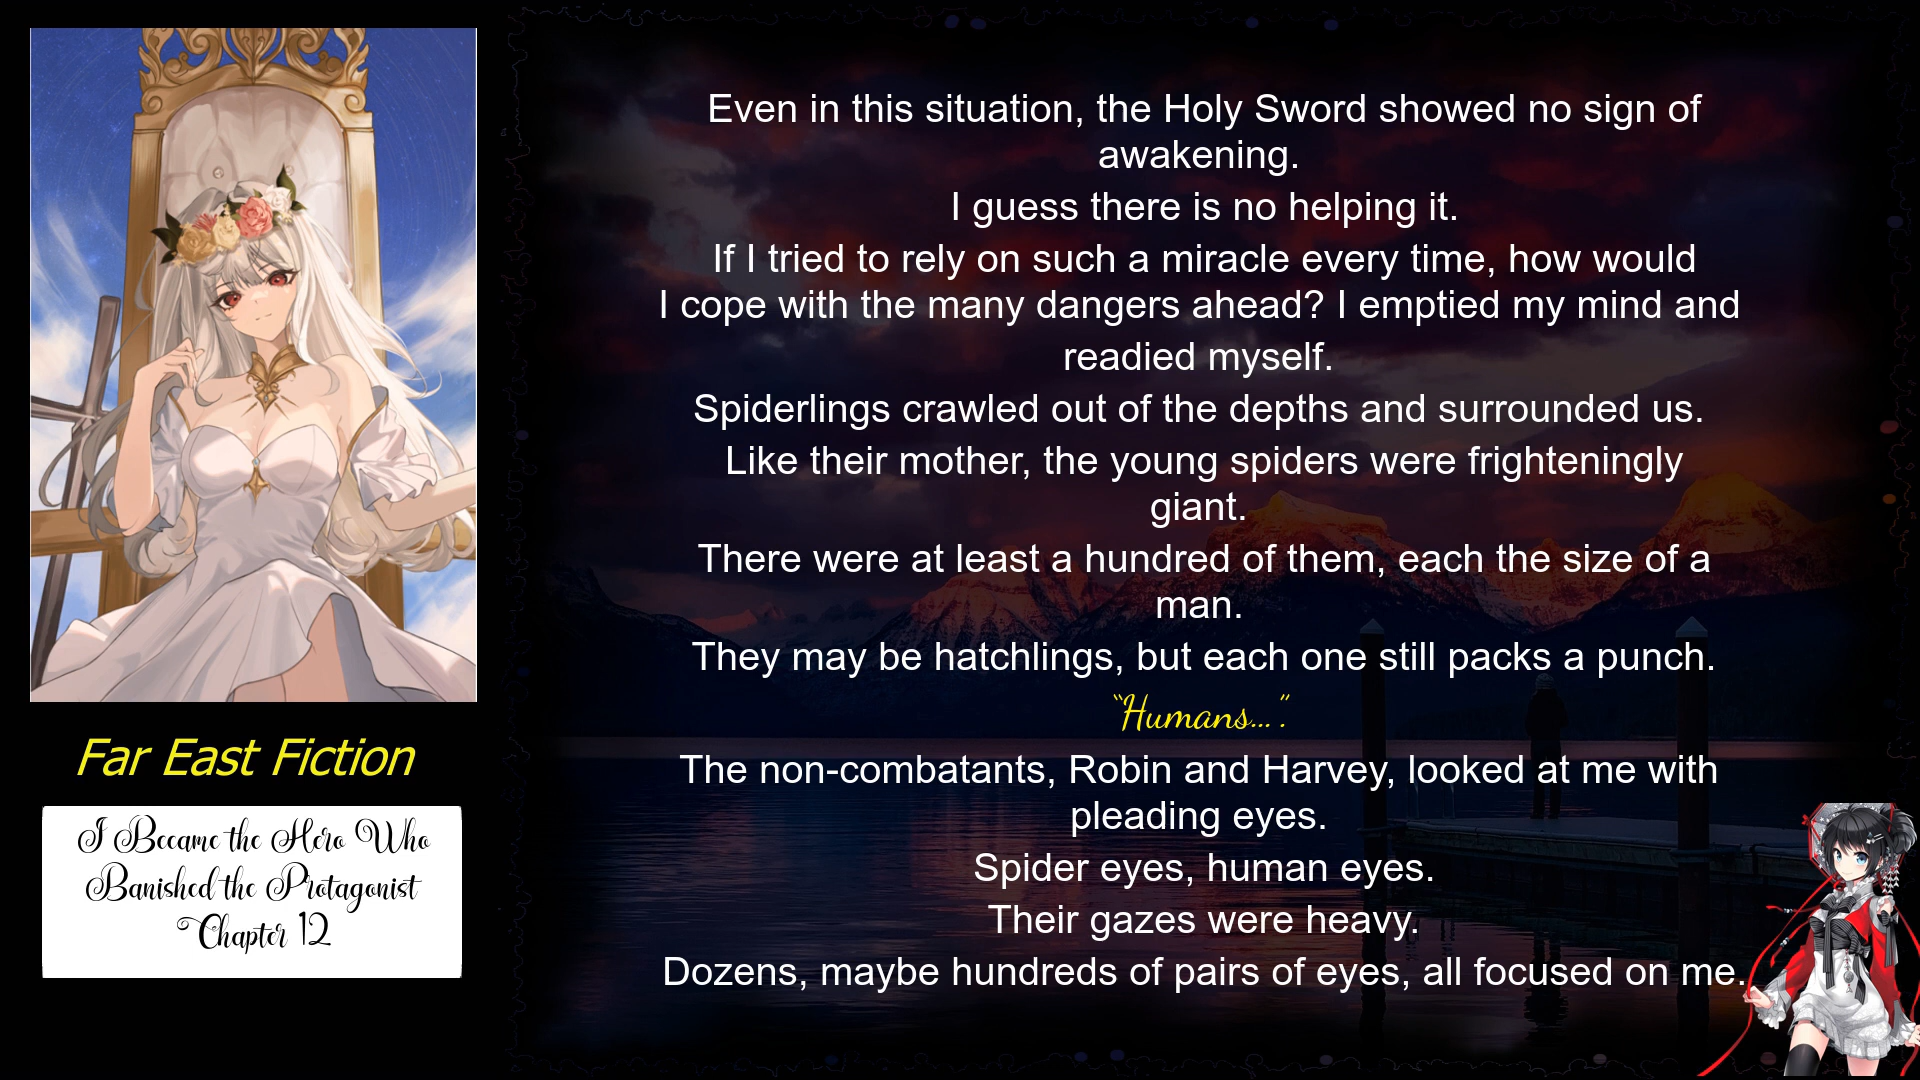 Even in this situation, the Holy Sword showed no sign of
awakening.
I guess there is no helping it.
If I tried to rely on such a miracle every time, how would
I cope with the many dangers ahead? I emptied my mind and
readied myself.
Spiderlings crawled out of the depths and surrounded us.
Like their mother, the young spiders were frighteningly
giant.
There were at least a hundred of them, each the size of a
man.
They may be hatchlings, but each one still packs a punch.
“Humans….”
The non-combatants, Robin and Harvey, looked at me with
pleading eyes.
Spider eyes, human eyes.
Their gazes were heavy.
Dozens, maybe hundreds of pairs of eyes, all focused on me.
Far East Fiction
I Became the Hero Who
Banished the Protagonist
Chapter 12